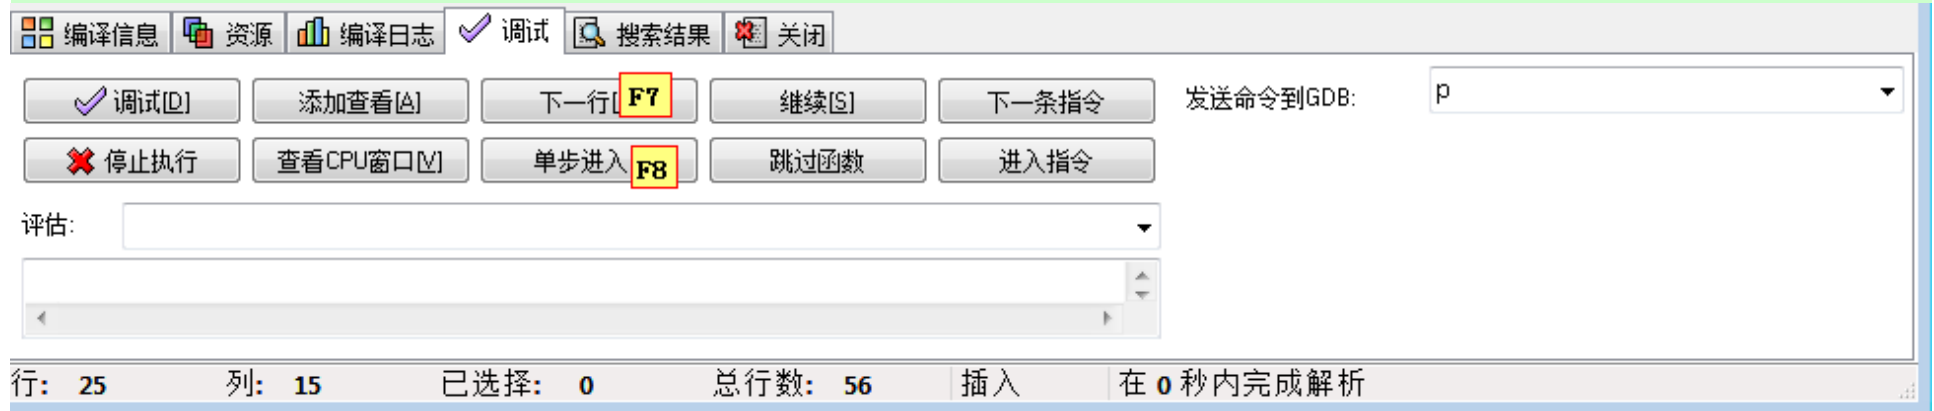 编译信息 资源 编译日志 调试 搜索结果 关闭
调试[D] 添加查看[A] 下一行[ F7 继续[S] 下一条指令 发送命令到GDB: p
停止执行 查看CPU窗口[V] 单步进入 F8 跳过函数 进入指令
评估:
行: 25 列: 15 已选择: 0 总行数: 56 插入 在 0 秒内完成解析